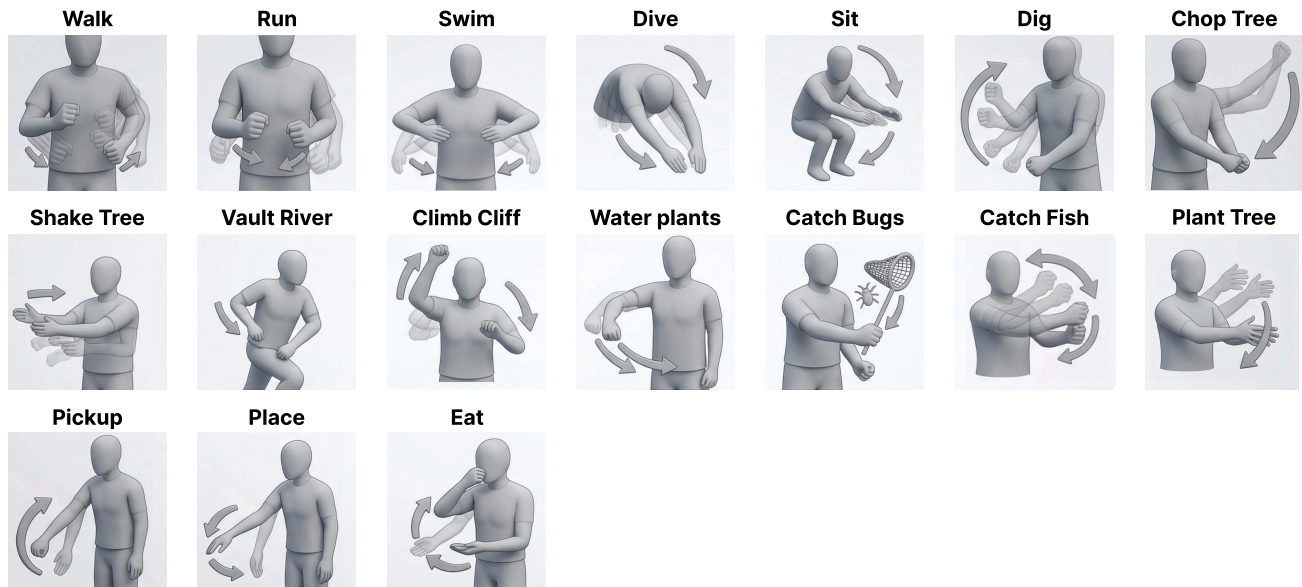 Walk
Run
Swim
Dive
Sit
Dig
Chop Tree
Shake Tree
Vault River
Climb Cliff
Water plants
Catch Bugs
Catch Fish
Plant Tree
Pickup
Place
Eat